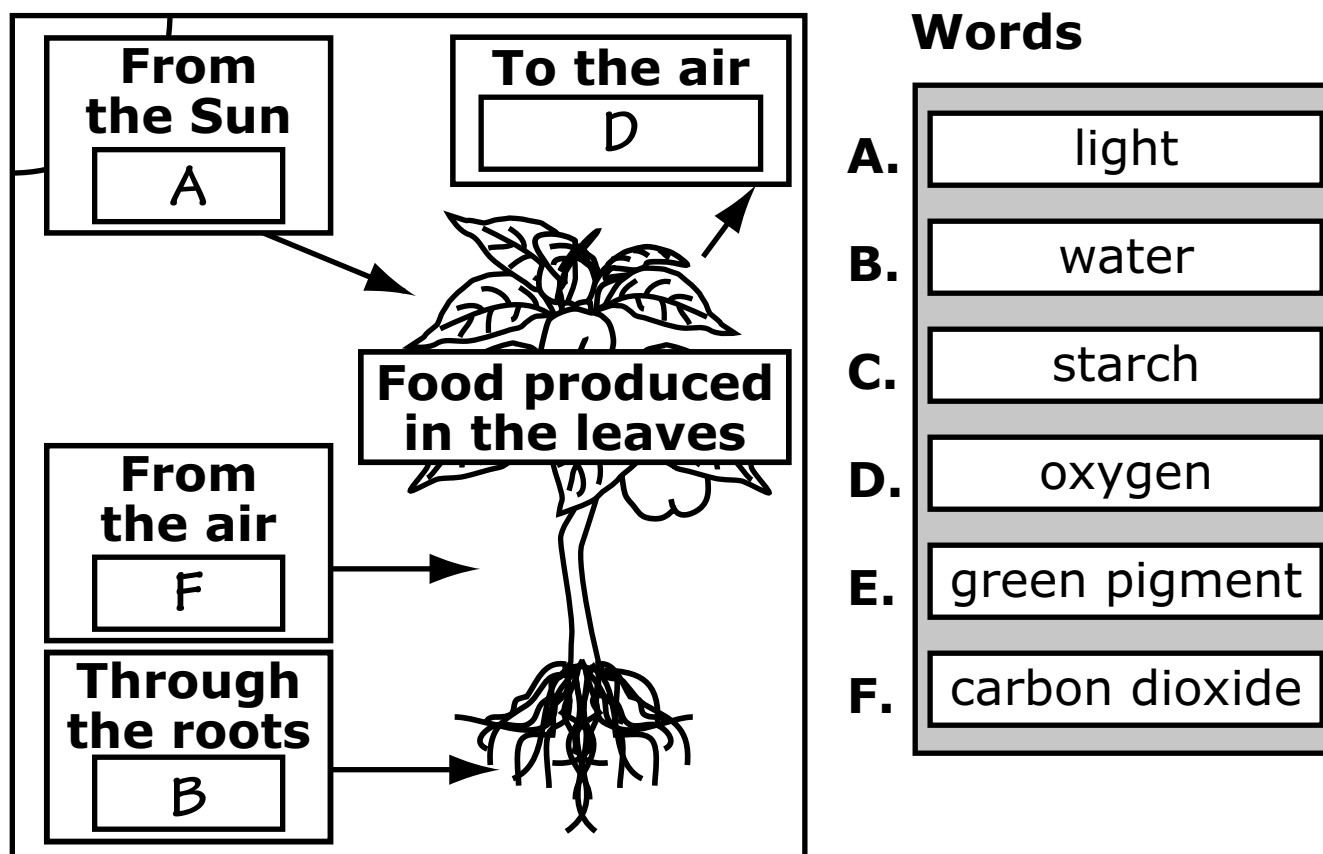 From
the Sun
A
To the air
D
Food produced
in the leaves
From
the air
F
Through
the roots
B
Words
A. light
B. water
C. starch
D. oxygen
E. green pigment
F. carbon dioxide